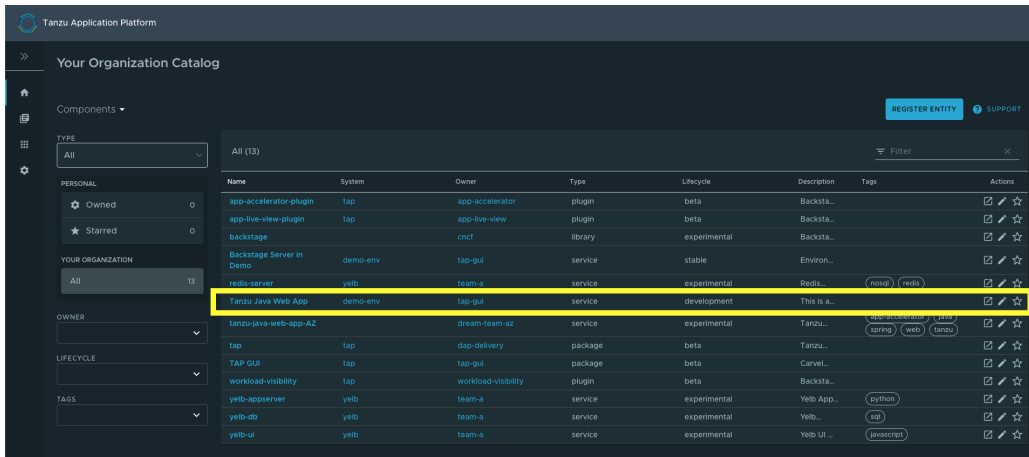 Tanzu Application Platform
Your Organization Catalog
Components
REGISTER ENTITY
SUPPORT
TYPE
All
PERSONAL
Owned 0
Starred 0
YOUR ORGANIZATION
All 13
OWNER
LIFECYCLE
TAGS
All (13)
Filter
Name System Owner Type Lifecycle Description Tags Actions
app-accelerator-plugin tap app-accelerator plugin beta Backsta...
app-live-view-plugin tap app-live-view plugin beta Backsta...
backstage cncf library experimental Backsta...
Backstage Server in
Demo demo-env tap-gui service stable Environ...
redis-server yelb team-a service experimental Redis... nosql redis
Tanzu Java Web App demo-env tap-gui service development This is a...
tanzu-java-web-app-AZ dream-team-az service experimental Tanzu... app-accelerator java
spring web tanzu
tap tap dap-delivery package beta Tanzu...
TAP GUI tap tap-gui package beta Carvel...
workload-visibility tap workload-visibility plugin beta Backsta...
yelb-appserver yelb team-a service experimental Yelb App... python
yelb-db yelb team-a service experimental Yelb... sql
yelb-ui yelb team-a service experimental Yelb UI ... javascript